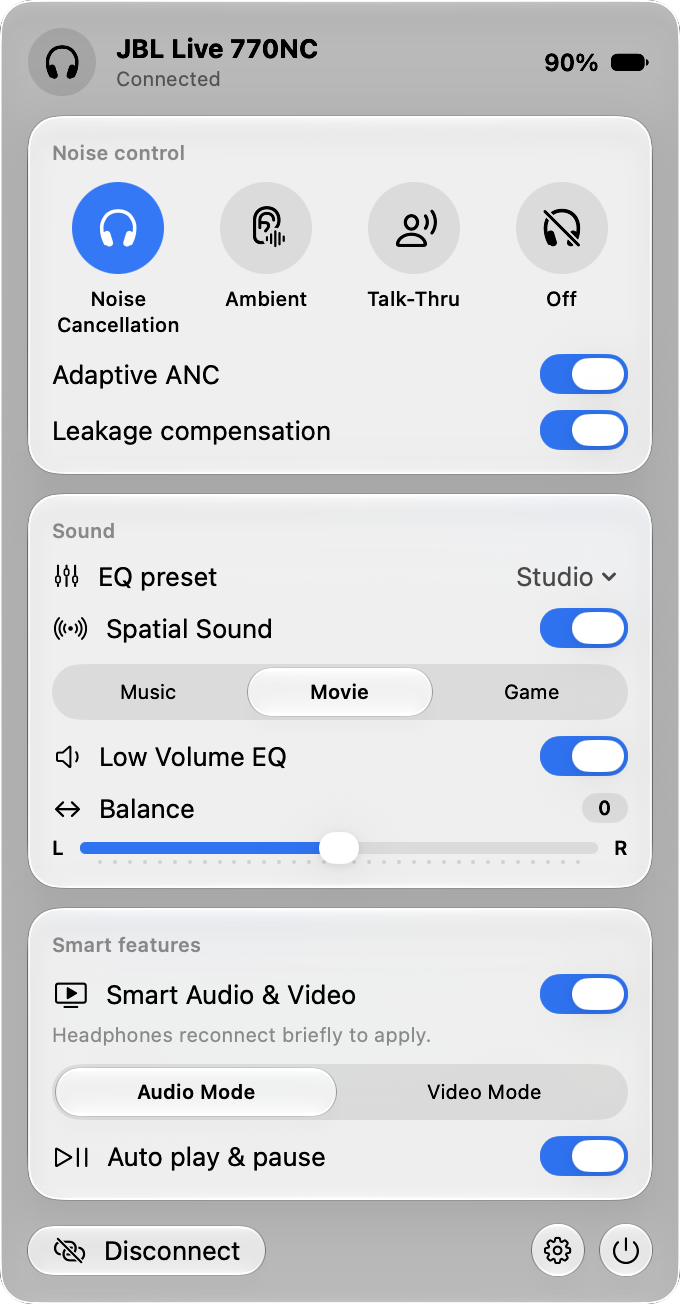 JBL Live 770NC
Connected
90%
Noise control
Noise Cancellation
Ambient
Talk-Thru
Off
Adaptive ANC
Leakage compensation
Sound
EQ preset
Studio
Spatial Sound
Music
Movie
Game
Low Volume EQ
Balance
0
L
R
Smart features
Smart Audio & Video
Headphones reconnect briefly to apply.
Audio Mode
Video Mode
Auto play & pause
Disconnect